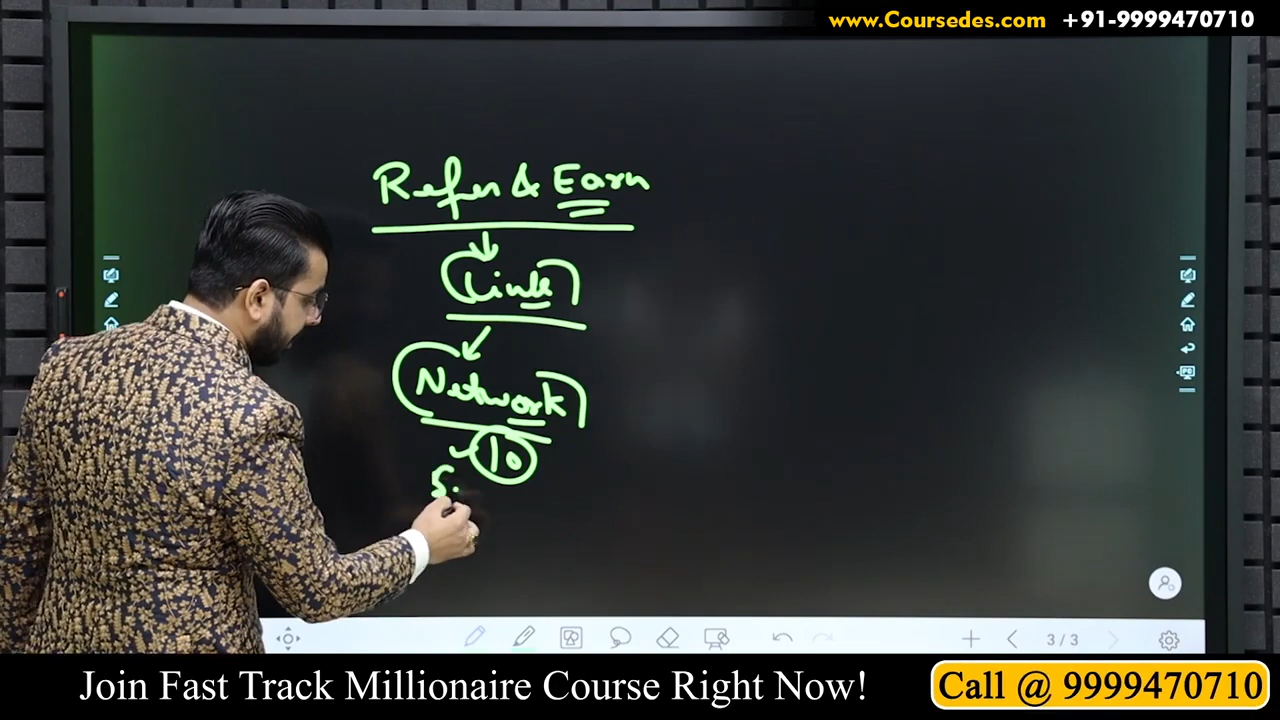 www.Coursedes.com +91-9999470710
Refer & Earn
Link
Network
10
3/3
Join Fast Track Millionaire Course Right Now!
Call @ 9999470710